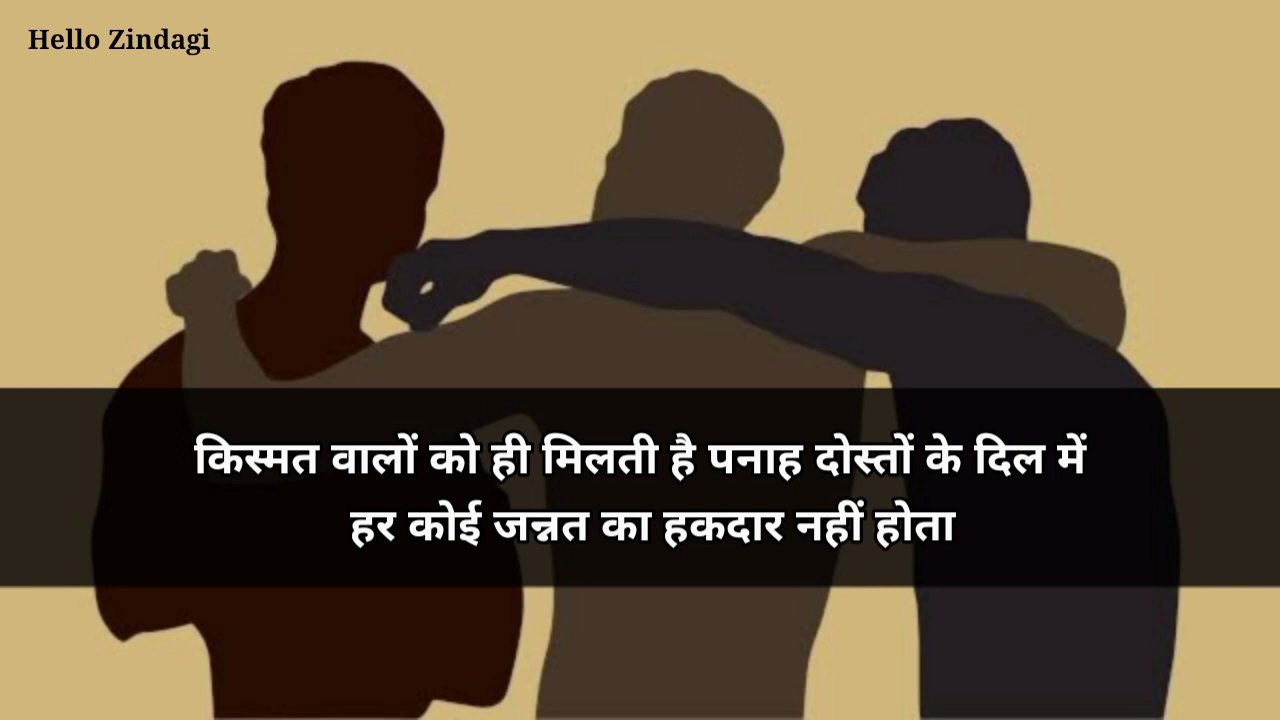 Hello Zindagi
किस्मत वालों को ही मिलती है पनाह दोस्तों के दिल में
हर कोई जन्नत का हकदार नहीं होता